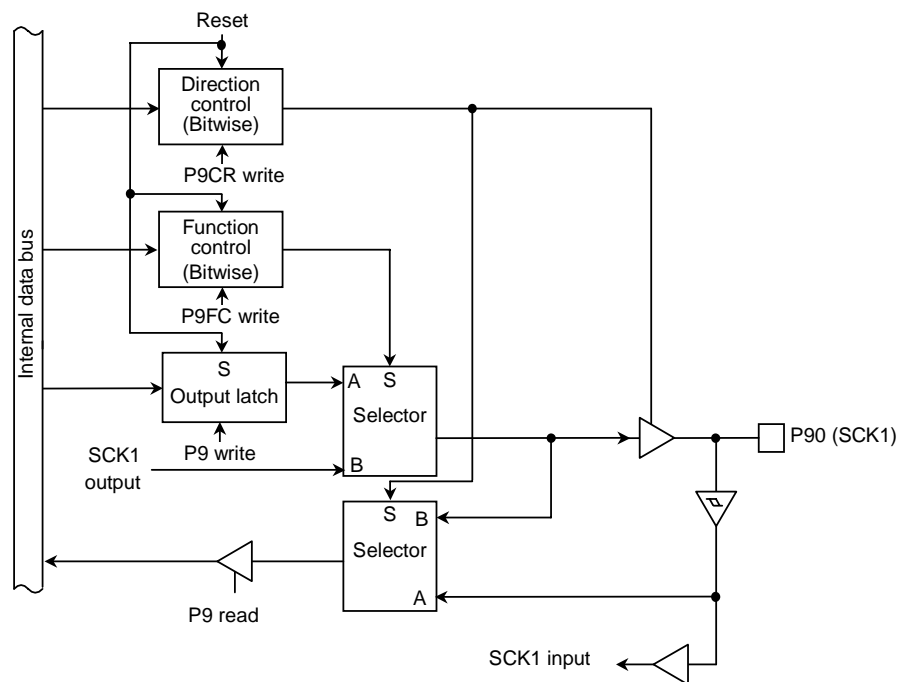 Reset
Internal data bus
Direction
control
(Bitwise)
P9CR write
Function
control
(Bitwise)
P9FC write
S
Output latch
P9 write
SCK1
output
A
S
Selector
B
P90 (SCK1)
S
B
Selector
A
P9 read
SCK1 input